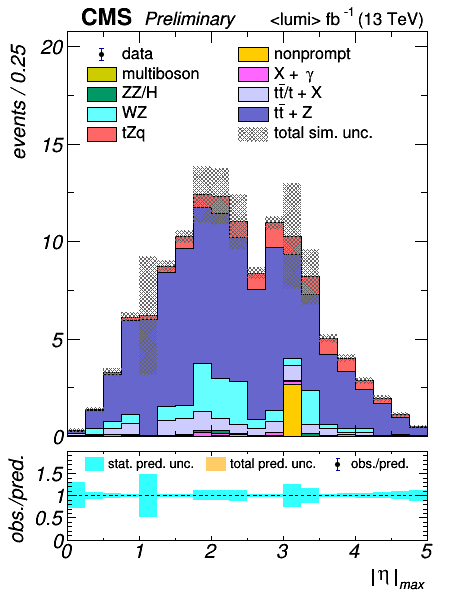 CMS Preliminary <lumi> fb⁻¹ (13 TeV)
events / 0.25
20
15
10
5
0
data
multiboson
ZZ/H
WZ
tZq
nonprompt
X + γ
tt̄/t + X
tt̄ + Z
total sim. unc.
obs./pred.
1.5
1
0.5
0
stat. pred. unc. total pred. unc. obs./pred.
0 1 2 3 4 5
|η|max